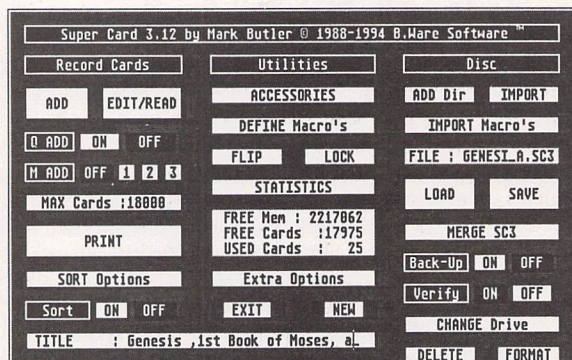 Super Card 3.12 by Mark Butler © 1988-1994 B.Ware Software ™
Record Cards
ADD EDIT/READ
Q ADD ON OFF
M ADD OFF 1 2 3
MAX Cards :18000
PRINT
SORT Options
Sort ON OFF
TITLE : Genesis ,1st Book of Moses, a
Utilities
ACCESSORIES
DEFINE Macro's
FLIP LOCK
STATISTICS
FREE Mem : 2217062
FREE Cards :17975
USED Cards : 25
Extra Options
EXIT NEW
Disc
ADD Dir IMPORT
IMPORT Macro's
FILE : GENESI_A.SC3
LOAD SAVE
MERGE SC3
Back-Up ON OFF
Verify ON OFF
CHANGE Drive
DELETE FORMAT